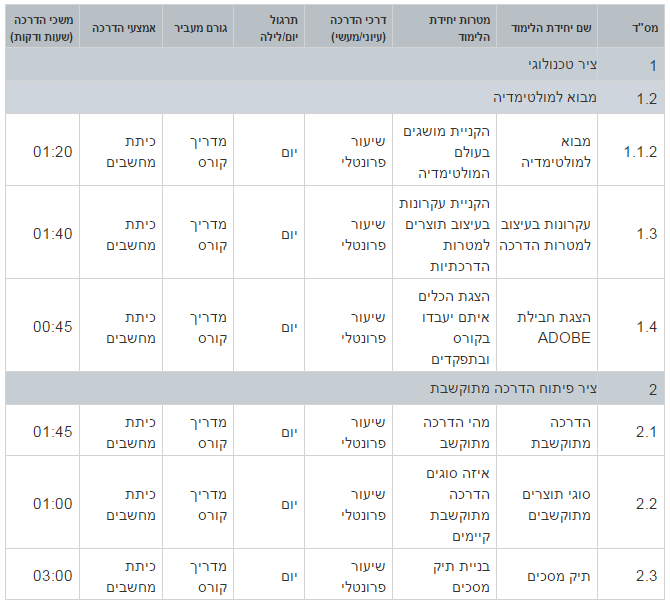 מס"ד שם יחידת הלימוד מטרות יחידת הלימוד דרכי הדרכה (עיוני/מעשי) תרגול יום/לילה גורם מעביר אמצעי הדרכה משכי הדרכה (שעות ודקות)
1 ציר טכנולוגי
1.2 מבוא למולטימדיה
1.1.2 מבוא למולטימדיה הקניית מושגים בעולם המולטימדיה שיעור פרונטלי יום מדריך קורס כיתת מחשבים 01:20
1.3 עקרונות בעיצוב למטרות הדרכה הקניית עקרונות בעיצוב תוצרים למטרות הדרכתיות שיעור פרונטלי יום מדריך קורס כיתת מחשבים 01:40
1.4 הצגת חבילת ADOBE הצגת הכלים איתם יעבדו בקורס ובתפקדים שיעור פרונטלי יום מדריך קורס כיתת מחשבים 00:45
2 ציר פיתוח הדרכה מתוקשבת
2.1 הדרכה מתוקשבת מהי הדרכה מתוקשב שיעור פרונטלי יום מדריך קורס כיתת מחשבים 01:45
2.2 סוגי תוצרים מתוקשבים איזה סוגים הדרכה מתוקשבת קיימים שיעור פרונטלי יום מדריך קורס כיתת מחשבים 01:00
2.3 תיק מסכים בניית תיק מסכים שיעור פרונטלי יום מדריך קורס כיתת מחשבים 03:00